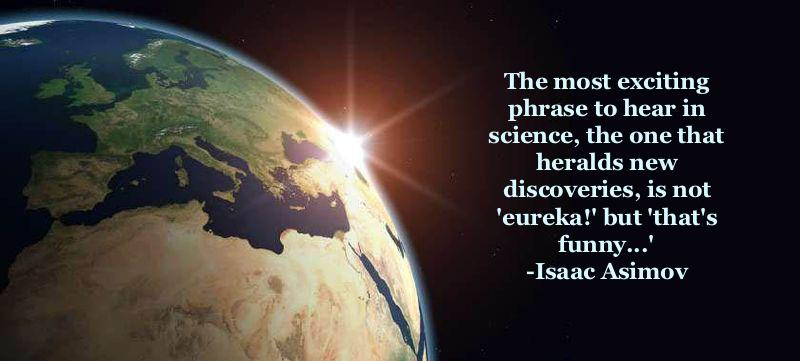 The most exciting
phrase to hear in
science, the one that
heralds new
discoveries, is not
'eureka!' but 'that's
funny...'
-Isaac Asimov